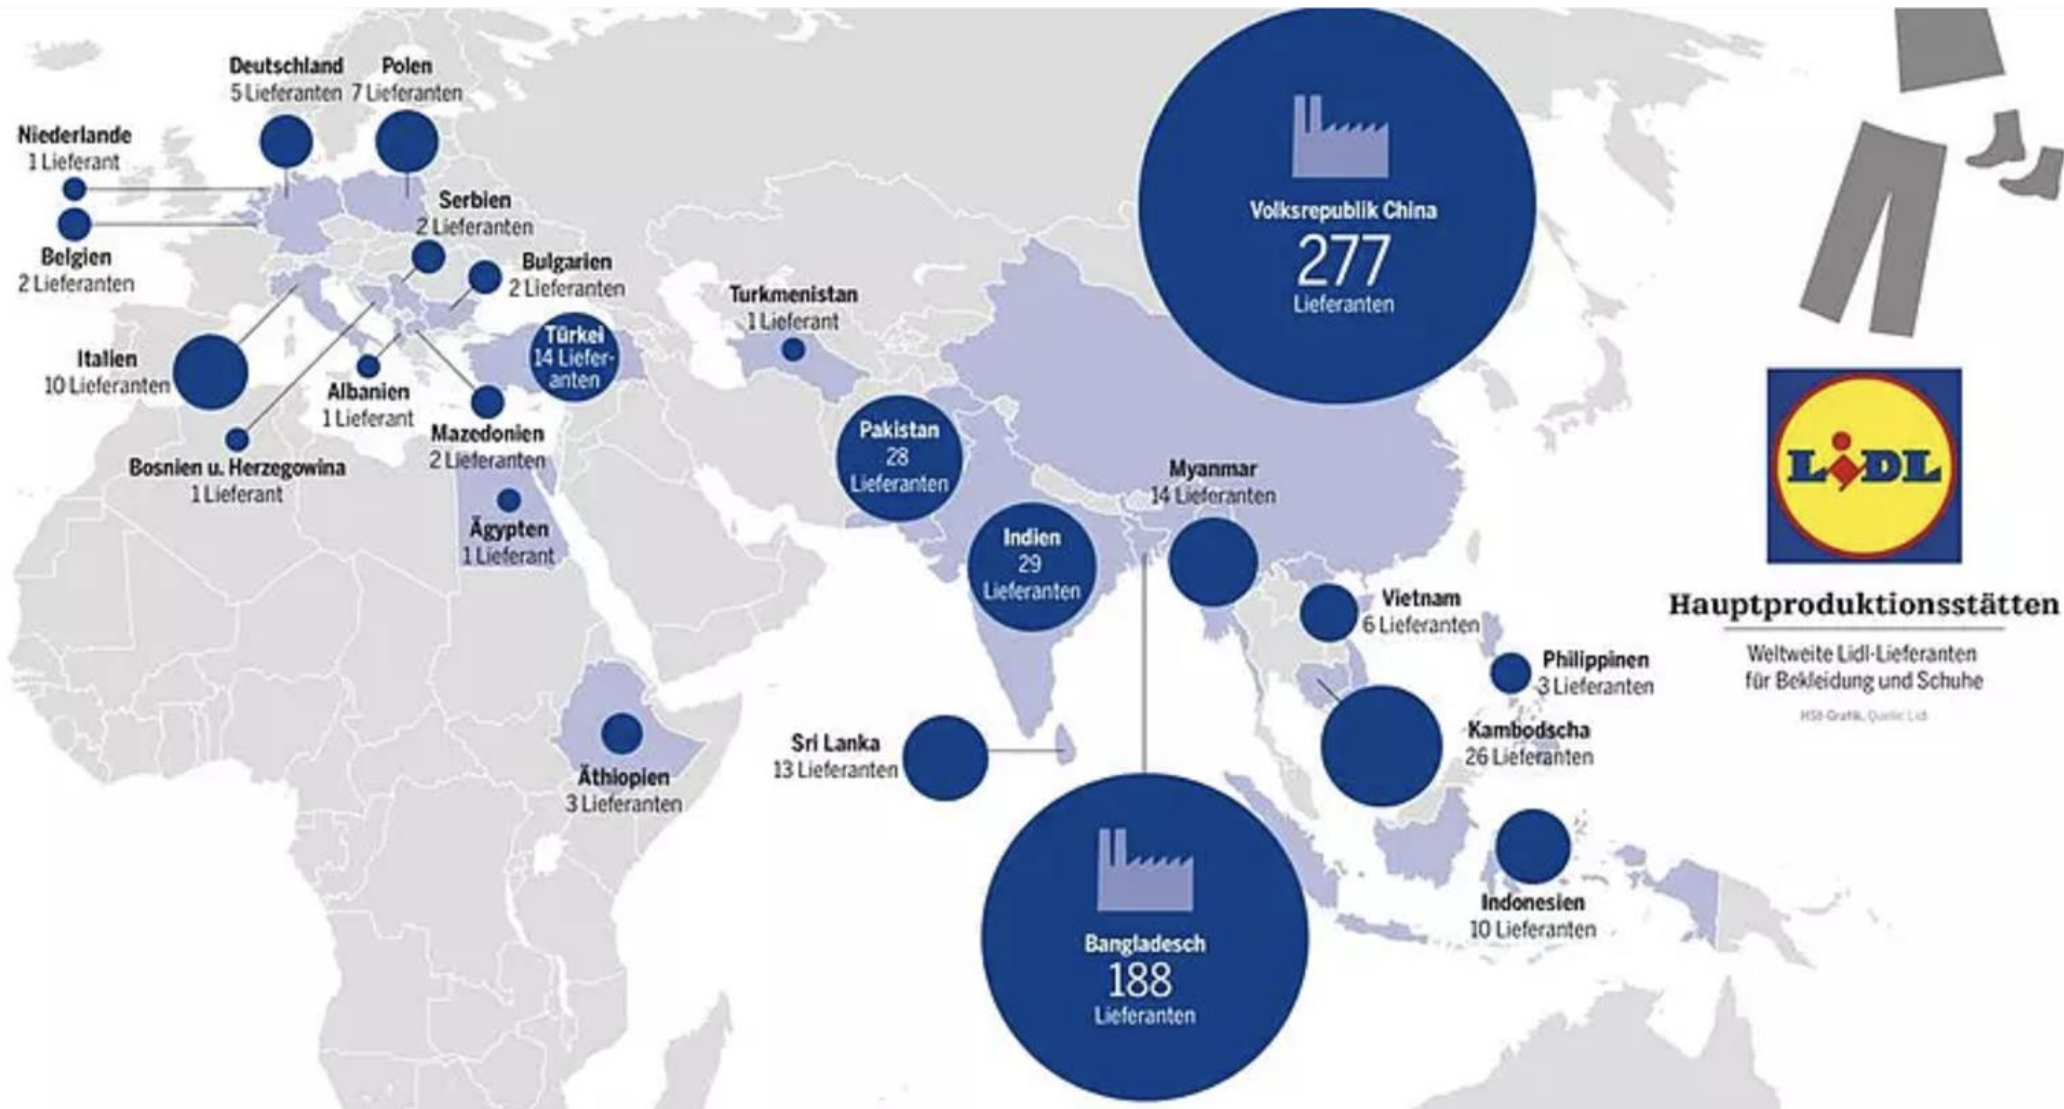 Deutschland
5 Lieferanten
Polen
7 Lieferanten
Niederlande
1 Lieferant
Belgien
2 Lieferanten
Serbien
2 Lieferanten
Bulgarien
2 Lieferanten
Italien
10 Lieferanten
Albanien
1 Lieferant
Bosnien u. Herzegowina
1 Lieferant
Mazedonien
2 Lieferanten
Türkei
14 Liefer-
anten
Ägypten
1 Lieferant
Äthiopien
3 Lieferanten
Turkmenistan
1 Lieferant
Pakistan
28
Lieferanten
Indien
29
Lieferanten
Sri Lanka
13 Lieferanten
Volksrepublik China
277
Lieferanten
Myanmar
14 Lieferanten
Bangladesch
188
Lieferanten
Vietnam
6 Lieferanten
Philippinen
3 Lieferanten
Kambodscha
26 Lieferanten
Indonesien
10 Lieferanten
LIDL
Hauptproduktionsstätten
Weltweite Lidl-Lieferanten
für Bekleidung und Schuhe
HSt-Grafik, Quelle: Lidl